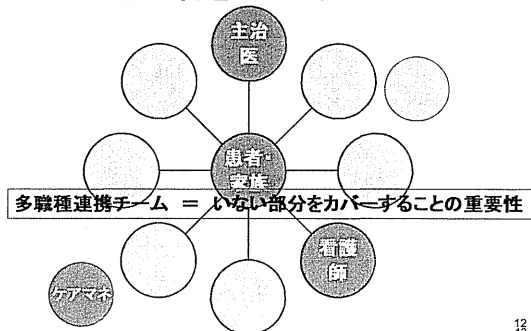 主治
医
患者・
家族
多職種連携チーム ＝ いない部分をカバーすることの重要性
看護
師
ケアマネ
12